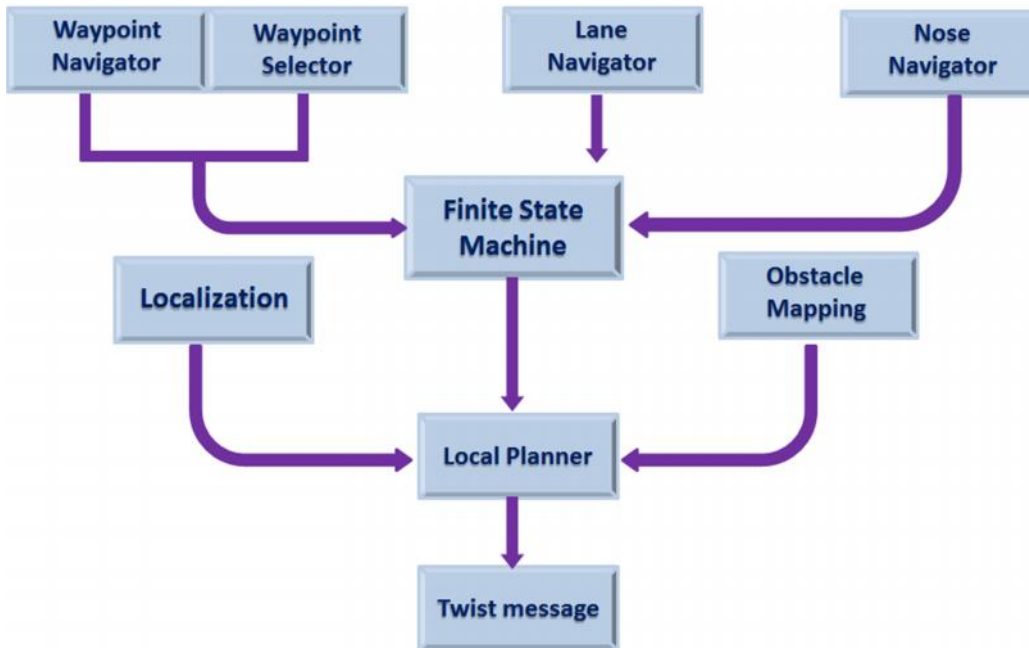 Waypoint
Navigator
Waypoint
Selector
Lane
Navigator
Nose
Navigator
Finite State
Machine
Localization
Obstacle
Mapping
Local Planner
Twist message